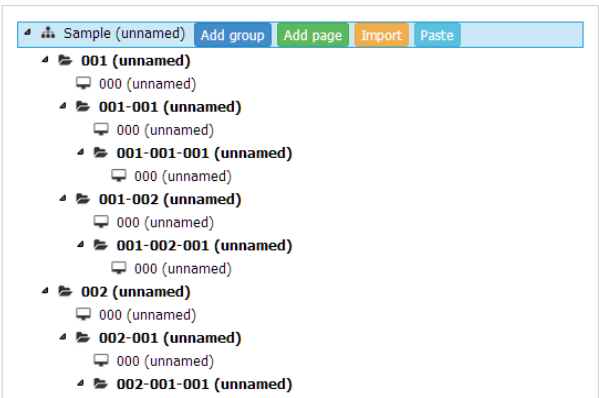 Sample (unnamed) Add group Add page Import Paste
001 (unnamed)
000 (unnamed)
001-001 (unnamed)
000 (unnamed)
001-001-001 (unnamed)
000 (unnamed)
001-002 (unnamed)
000 (unnamed)
001-002-001 (unnamed)
000 (unnamed)
002 (unnamed)
000 (unnamed)
002-001 (unnamed)
000 (unnamed)
002-001-001 (unnamed)